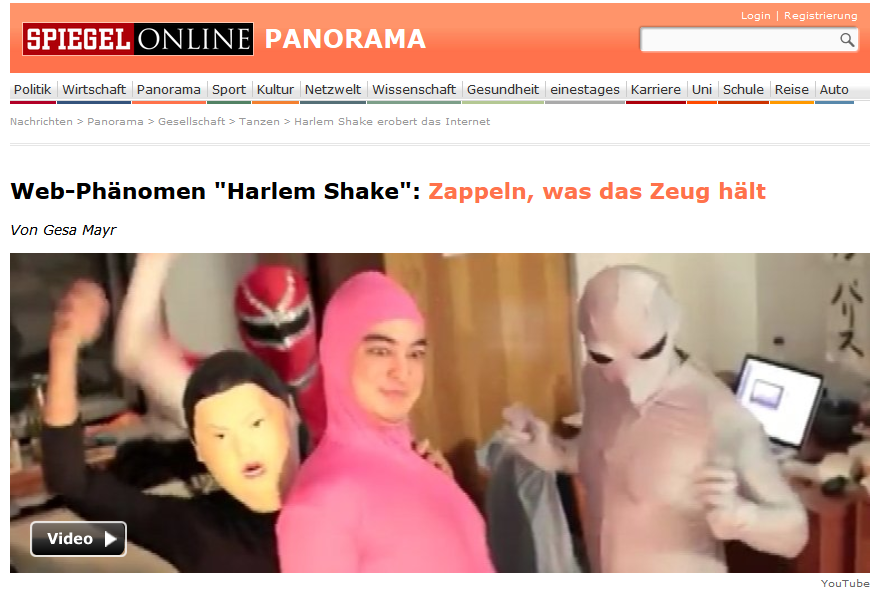 Login | Registrierung
SPIEGEL ONLINE PANORAMA
Politik Wirtschaft Panorama Sport Kultur Netzwelt Wissenschaft Gesundheit einestages Karriere Uni Schule Reise Auto
Nachrichten > Panorama > Gesellschaft > Tanzen > Harlem Shake erobert das Internet
Web-Phänomen "Harlem Shake": Zappeln, was das Zeug hält
Von Gesa Mayr
パリス
Video
YouTube